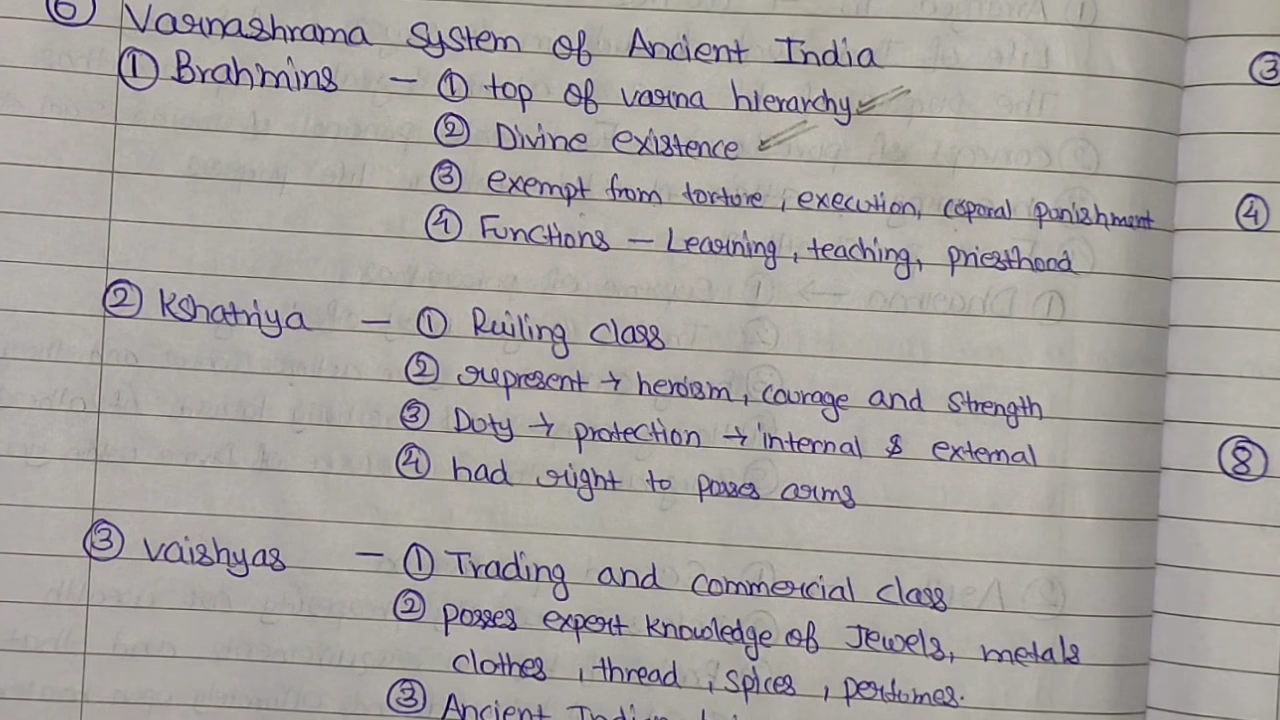 ⑥ Varnashrama System of Ancient India
① Brahmins – ① top of varna hierarchy
② Divine existence
③ exempt from torture, execution, coporal punishment
④ Functions – Learning, teaching, priesthood
② Kshatriya – ① Ruiling class
② represent → heroism, courage and strength
③ Duty → protection → internal & external
④ had right to posses arms
③ vaishyas – ① Trading and commercial class
② posses expert knowledge of Jewels, metals
clothes, thread, spices, perfumes.
③ Ancient
③
④
⑧